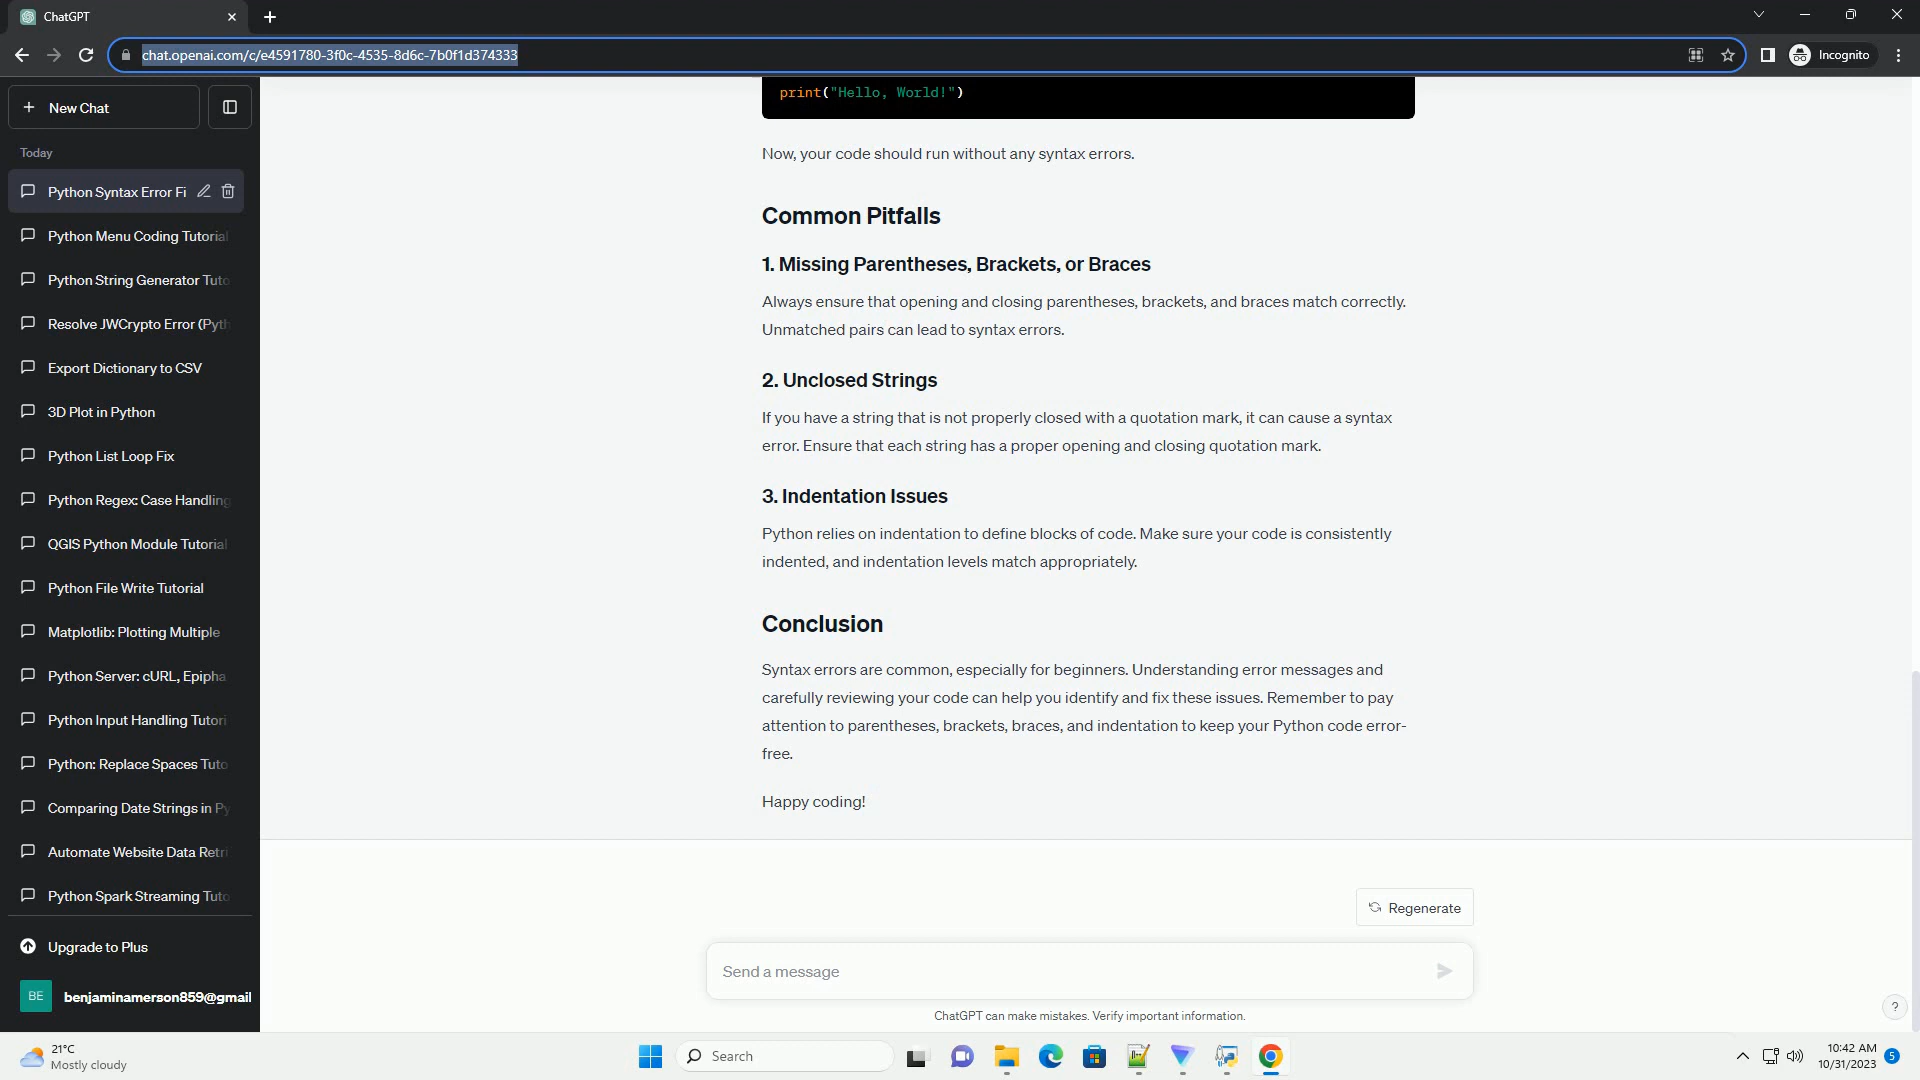 ChatGPT
chat.openai.com/c/e4591780-3f0c-4535-8d6c-7b0f1d374333
Incognito
New Chat
Today
Python Syntax Error Fi
Python Menu Coding Tutorial
Python String Generator Tuto
Resolve JWCrypto Error (Pyth
Export Dictionary to CSV
3D Plot in Python
Python List Loop Fix
Python Regex: Case Handling
QGIS Python Module Tutorial
Python File Write Tutorial
Matplotlib: Plotting Multiple
Python Server: cURL, Epipha
Python Input Handling Tutori
Python: Replace Spaces Tuto
Comparing Date Strings in Py
Automate Website Data Retri
Python Spark Streaming Tuto
Upgrade to Plus
BE
benjaminamerson859@gmail
print("Hello, World!")
Now, your code should run without any syntax errors.
Common Pitfalls
1. Missing Parentheses, Brackets, or Braces
Always ensure that opening and closing parentheses, brackets, and braces match correctly.
Unmatched pairs can lead to syntax errors.
2. Unclosed Strings
If you have a string that is not properly closed with a quotation mark, it can cause a syntax
error. Ensure that each string has a proper opening and closing quotation mark.
3. Indentation Issues
Python relies on indentation to define blocks of code. Make sure your code is consistently
indented, and indentation levels match appropriately.
Conclusion
Syntax errors are common, especially for beginners. Understanding error messages and
carefully reviewing your code can help you identify and fix these issues. Remember to pay
attention to parentheses, brackets, braces, and indentation to keep your Python code error-
free.
Happy coding!
Regenerate
Send a message
ChatGPT can make mistakes. Verify important information.
?
21°C
Mostly cloudy
Search
10:42 AM
10/31/2023
5